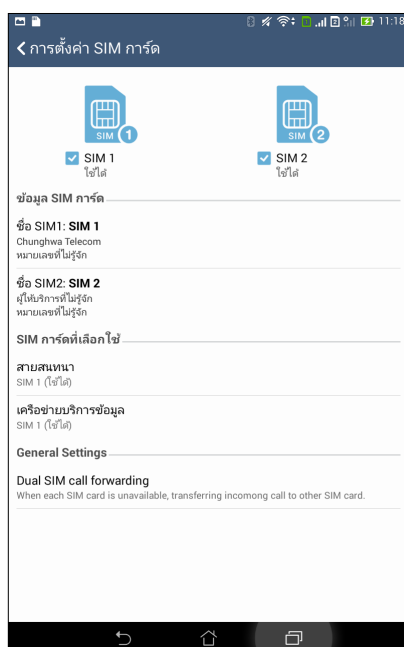 11:18
การตั้งค่า SIM การ์ด
SIM 1
SIM 2
SIM 1
SIM 2
ใช้ได้
ใช้ได้
ข้อมูล SIM การ์ด
ชื่อ SIM1: SIM 1
Chunghwa Telecom
หมายเลขที่ไม่รู้จัก
ชื่อ SIM2: SIM 2
ผู้ให้บริการที่ไม่รู้จัก
หมายเลขที่ไม่รู้จัก
SIM การ์ดที่เลือกใช้
สายสนทนา
SIM 1 (ใช้ได้)
เครือข่ายบริการข้อมูล
SIM 1 (ใช้ได้)
General Settings
Dual SIM call forwarding
When each SIM card is unavailable, transferring incomong call to other SIM card.